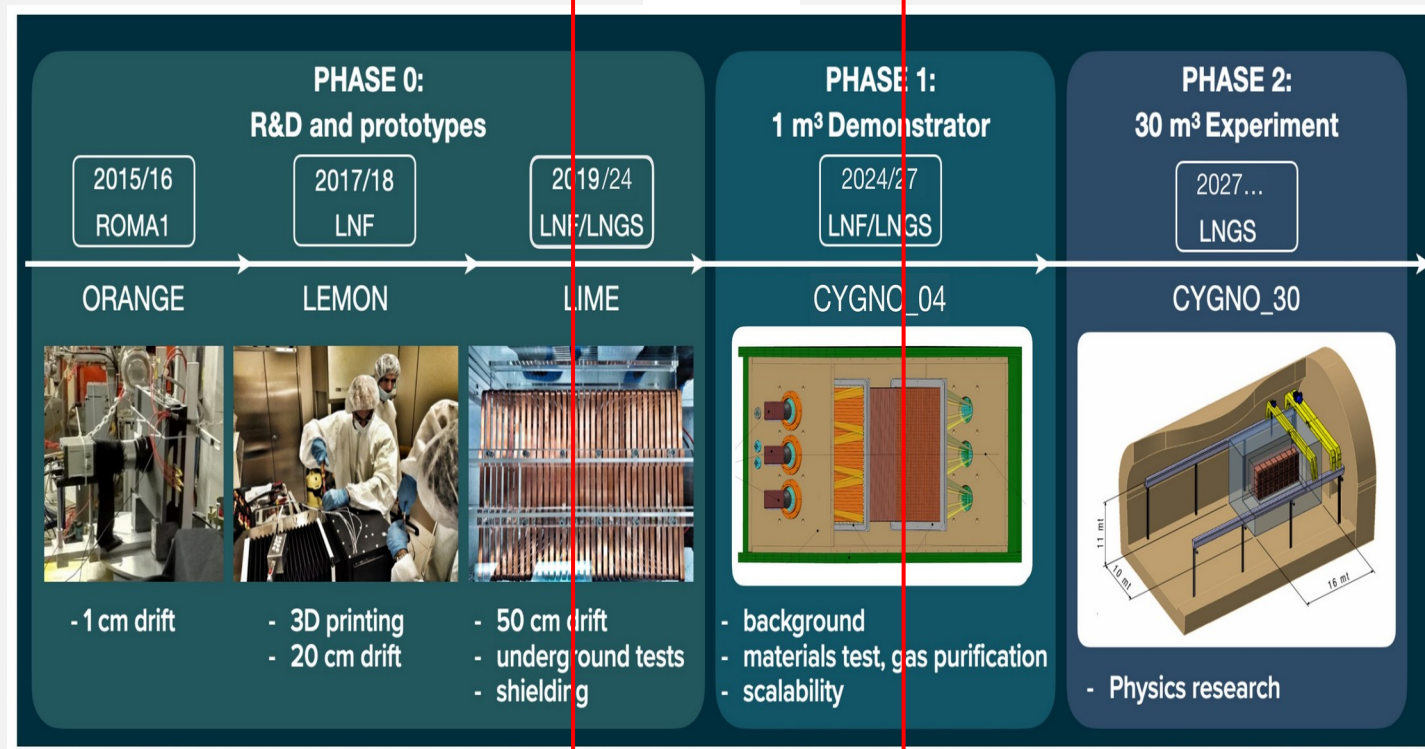 PHASE 0:
R&D and prototypes
2015/16
ROMA1
2017/18
LNF
2019/24
LNF/LNGS
ORANGE
LEMON
LIME
- 1 cm drift
- 3D printing
- 20 cm drift
- 50 cm drift
- underground tests
- shielding
PHASE 1:
1 m³ Demonstrator
2024/27
LNF/LNGS
CYGNO_04
- background
- materials test, gas purification
- scalability
PHASE 2:
30 m³ Experiment
2027...
LNGS
CYGNO_30
11 mt
10 mt
16 mt
- Physics research